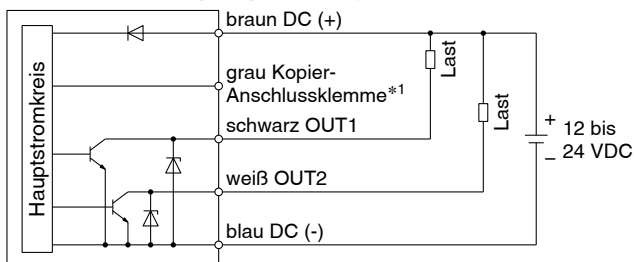 braun DC (+)
Hauptstromkreis
grau Kopier-
Anschlussklemme*1
schwarz OUT1
weiß OUT2
blau DC (-)
Last
Last
+
12 bis
–
24 VDC